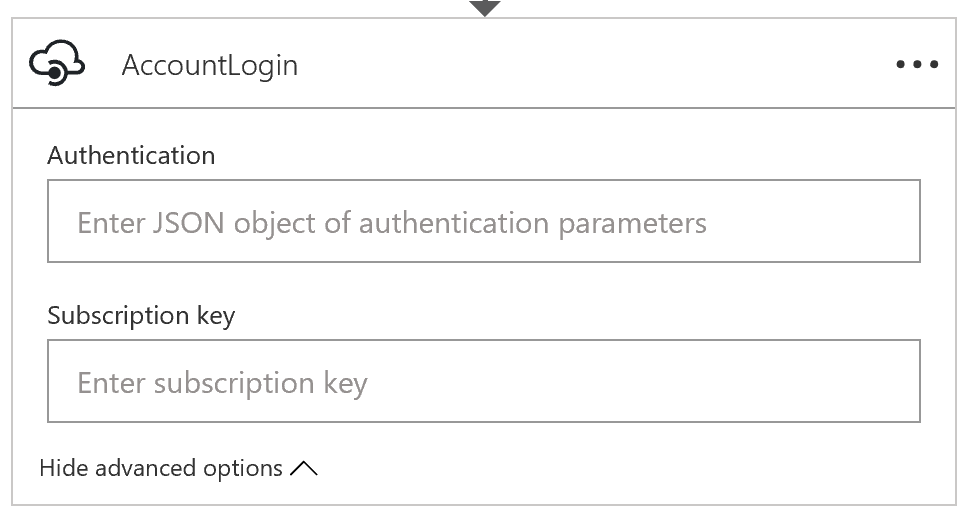 AccountLogin
Authentication
Enter JSON object of authentication parameters
Subscription key
Enter subscription key
Hide advanced options